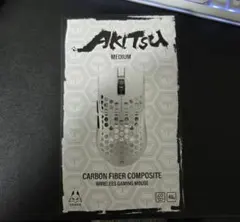 AKITSU
MEDIUM
CARBON FIBER COMPOSITE
WIRELESS GAMING MOUSE